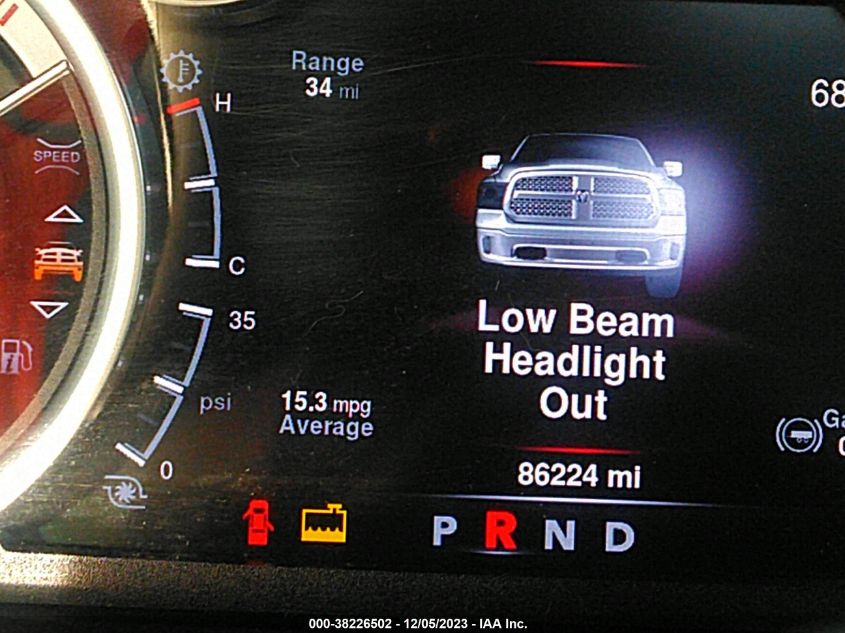 Range
34 mi
68
H
SPEED
C
35
Low Beam
Headlight
Out
psi
15.3 mpg
Average
Ga
0
86224 mi
P R N D
000-38226502 - 12/05/2023 - IAA Inc.